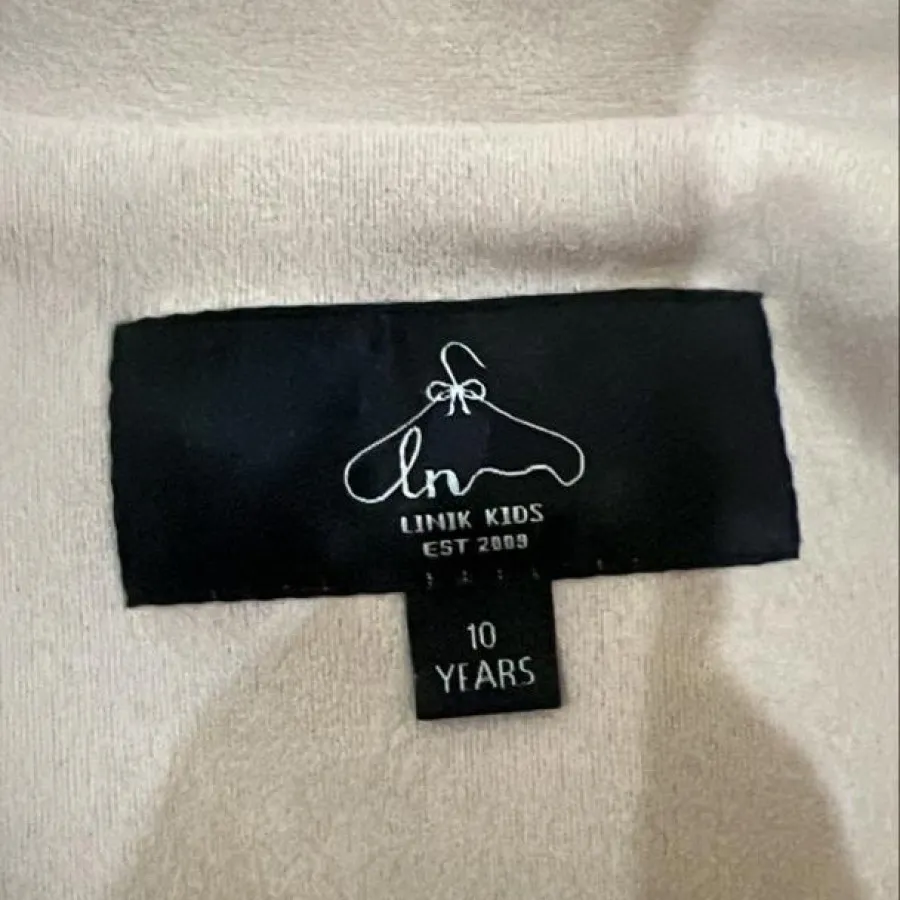 ln
LINIK KIDS
EST 2009
10
YEARS